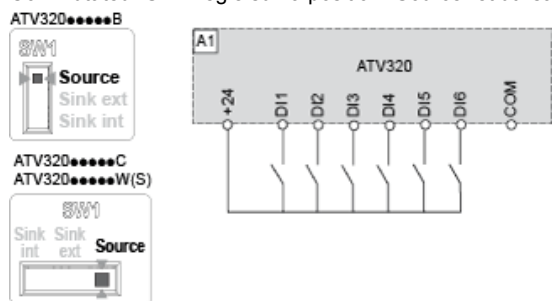 ATV320●●●●●B
SW1
Source
Sink ext
Sink int
ATV320●●●●●C
ATV320●●●●●W(S)
SW1
Sink int
Sink ext
Source
A1
ATV320
+24
DI1
DI2
DI3
DI4
DI5
DI6
COM